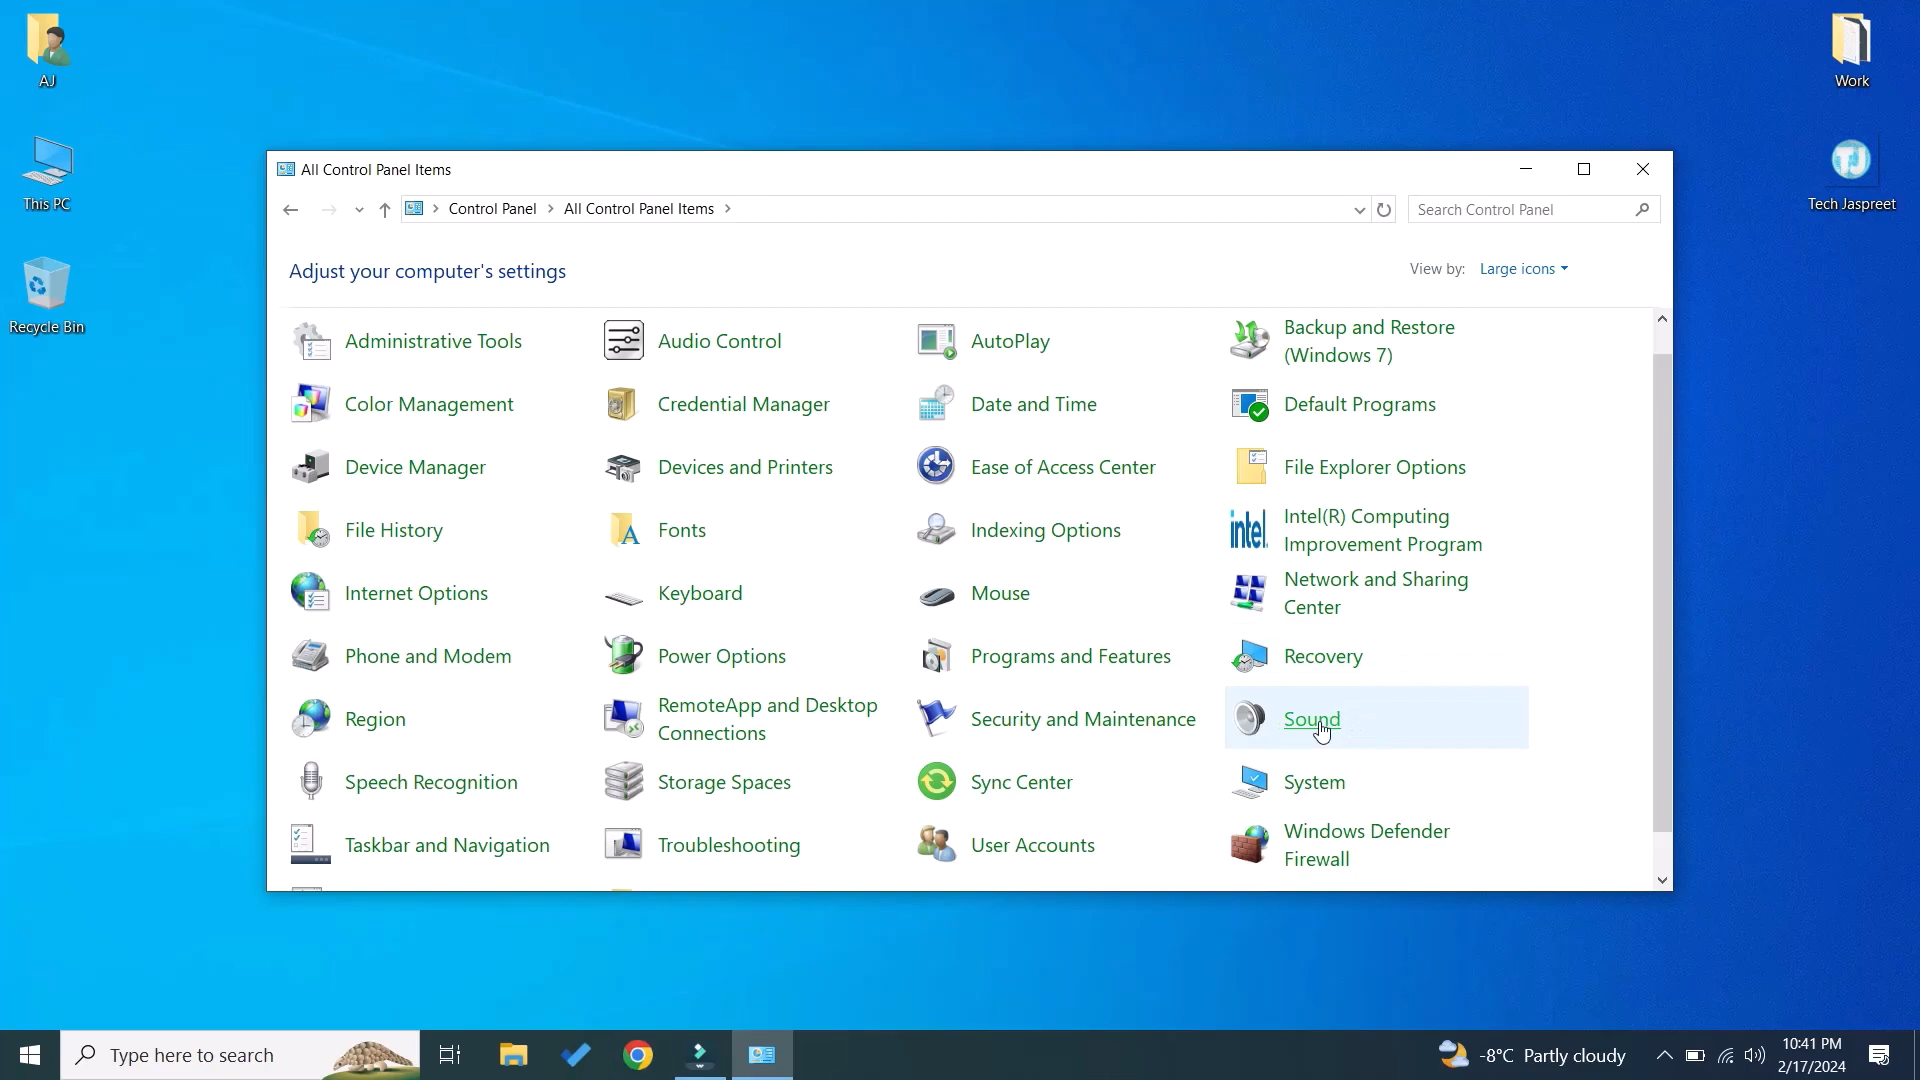 AJ
This PC
Recycle Bin
Work
Tech Jaspreet
All Control Panel Items
Control Panel
All Control Panel Items
Search Control Panel
Adjust your computer's settings
View by: Large icons
Administrative Tools
Audio Control
AutoPlay
Backup and Restore
(Windows 7)
Color Management
Credential Manager
Date and Time
Default Programs
Device Manager
Devices and Printers
Ease of Access Center
File Explorer Options
File History
A
Fonts
Indexing Options
intel.
Intel(R) Computing
Improvement Program
Internet Options
Keyboard
Mouse
Network and Sharing
Center
Phone and Modem
Power Options
Programs and Features
Recovery
Region
RemoteApp and Desktop
Connections
Security and Maintenance
Sound
Speech Recognition
Storage Spaces
Sync Center
System
Taskbar and Navigation
Troubleshooting
User Accounts
Windows Defender
Firewall
Type here to search
-8°C Partly cloudy
10:41 PM
2/17/2024